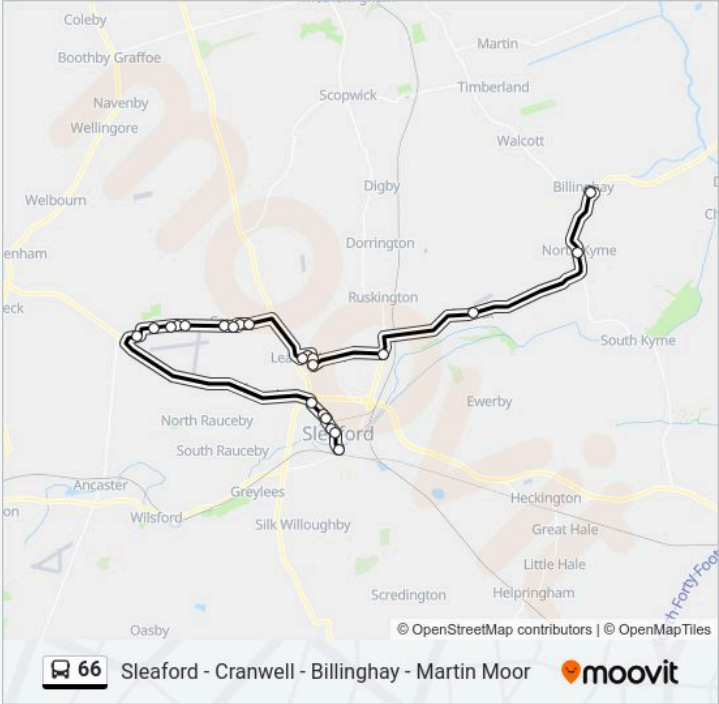 Coleby
Boothby Graffoe
Martin
Timberland
Scopwick
Navenby
Wellingore
Walcott
Digby
Billinghay
Welbourn
Dorrington
North Kyme
enham
Ruskington
eck
South Kyme
Lea
Ewerby
North Rauceby
Sleaford
South Rauceby
Ancaster
Greylees
Heckington
on
Wilsford
Silk Willoughby
Great Hale
Little Hale
Scredington
Helpringham
Oasby
moovit
© OpenStreetMap contributors | © OpenMapTiles
66
Sleaford - Cranwell - Billinghay - Martin Moor
moovit